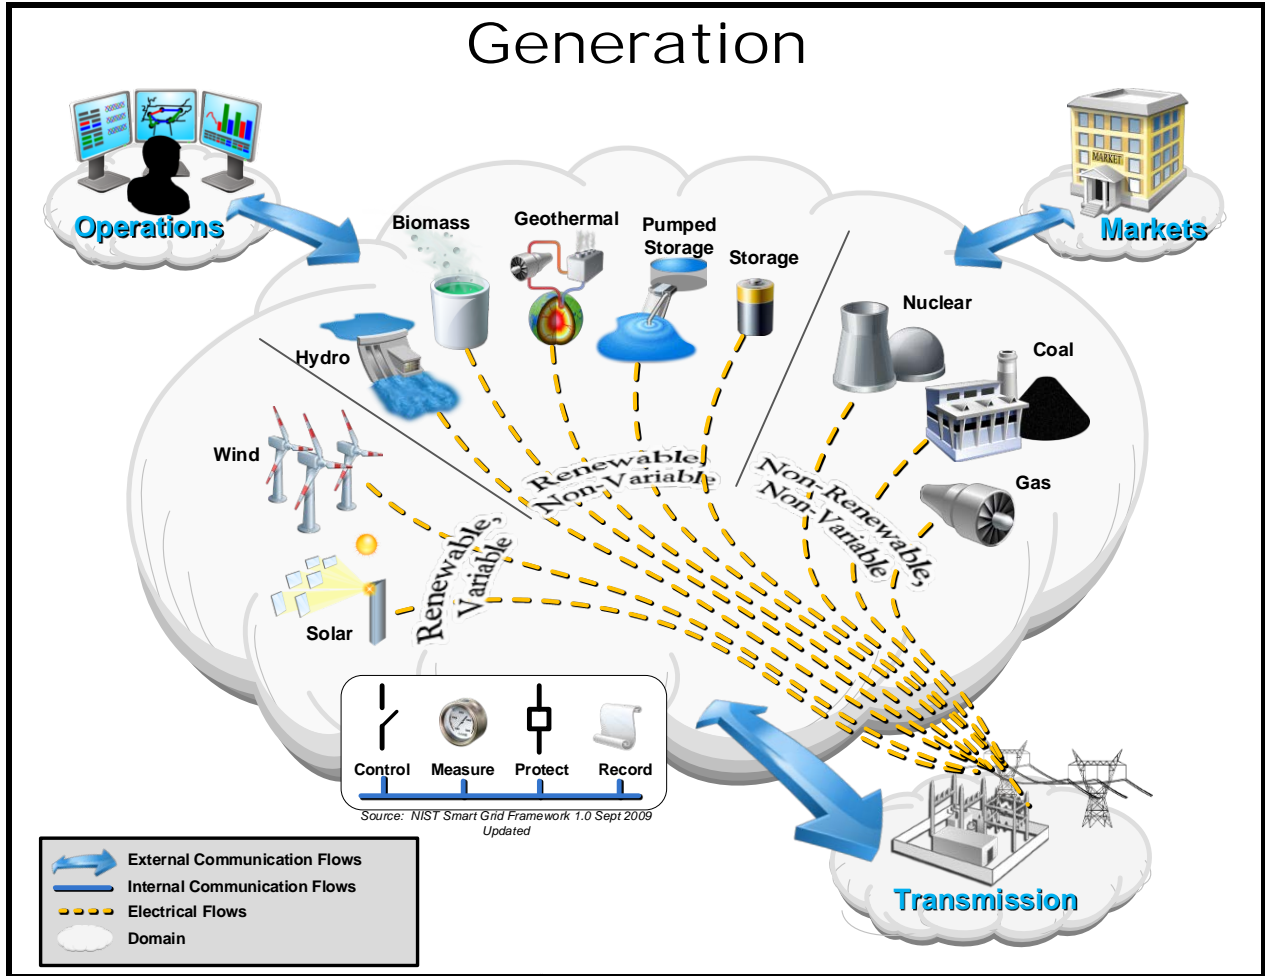 Generation
Operations
MARKET
Markets
Biomass
Geothermal
Pumped
Storage
Storage
Nuclear
Coal
Gas
Hydro
Wind
Solar
Renewable,
Variable
Renewable,
Non-Variable
Non-Renewable,
Non-Variable
Control
Measure
Protect
Record
Source: NIST Smart Grid Framework 1.0 Sept 2009
Updated
Transmission
External Communication Flows
Internal Communication Flows
Electrical Flows
Domain